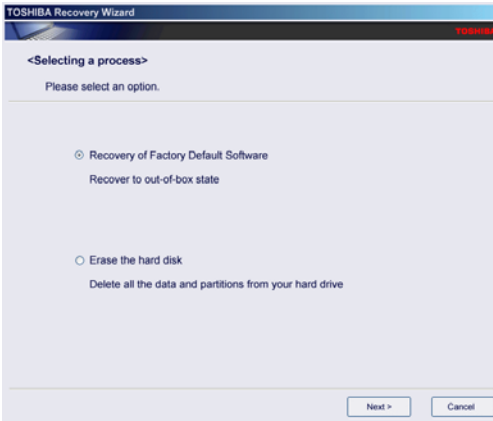 TOSHIBA Recovery Wizard
TOSHIBA
<Selecting a process>
Please select an option.
Recovery of Factory Default Software
Recover to out-of-box state
Erase the hard disk
Delete all the data and partitions from your hard drive
Next >
Cancel